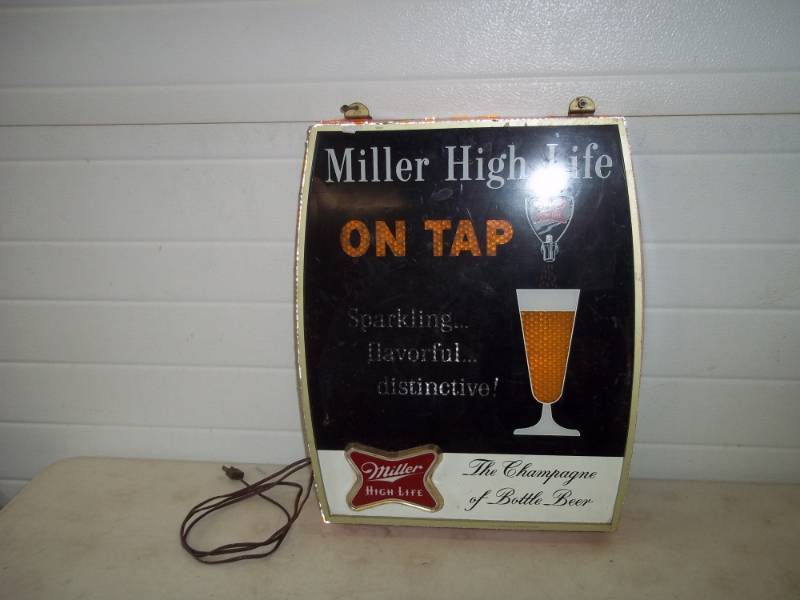 Miller High Life
ON TAP
Sparkling...
flavorful...
distinctive!
Miller
HIGH LIFE
The Champagne
of Bottle Beer